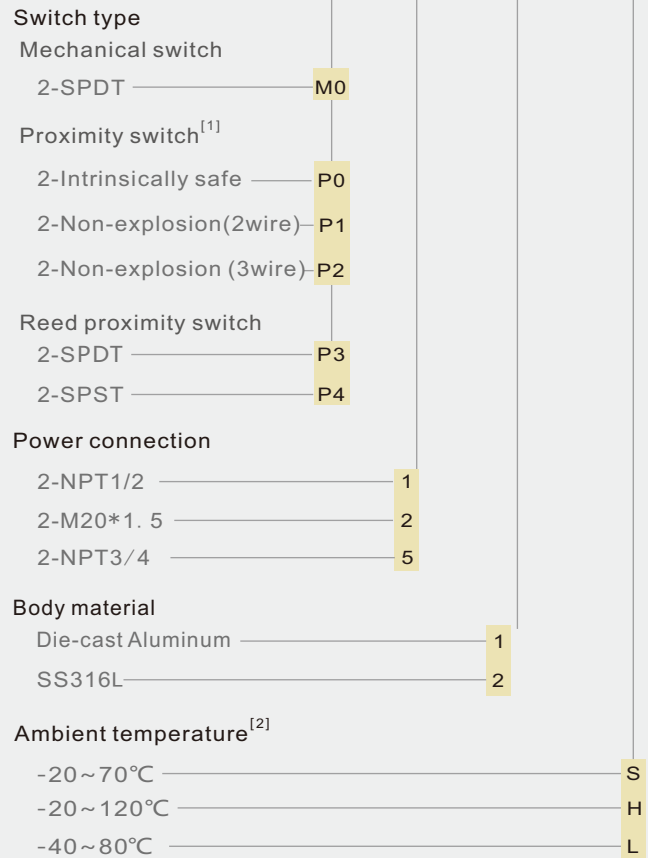 Switch type
Mechanical switch
2-SPDT M0
Proximity switch[1]
2-Intrinsically safe P0
2-Non-explosion(2wire) P1
2-Non-explosion (3wire) P2
Reed proximity switch
2-SPDT P3
2-SPST P4
Power connection
2-NPT1/2 1
2-M20*1. 5 2
2-NPT3/4 5
Body material
Die-cast Aluminum 1
SS316L 2
Ambient temperature[2]
-20~70℃ S
-20~120℃ H
-40~80℃ L